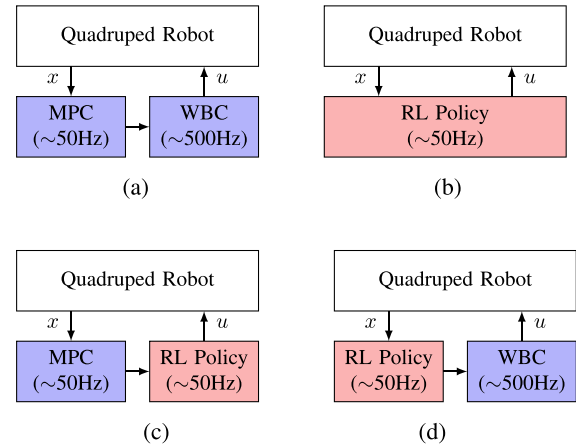 Quadruped Robot
x
u
MPC
(~50Hz)
WBC
(~500Hz)
(a)
Quadruped Robot
x
u
RL Policy
(~50Hz)
(b)
Quadruped Robot
x
u
MPC
(~50Hz)
RL Policy
(~50Hz)
(c)
Quadruped Robot
x
u
RL Policy
(~50Hz)
WBC
(~500Hz)
(d)